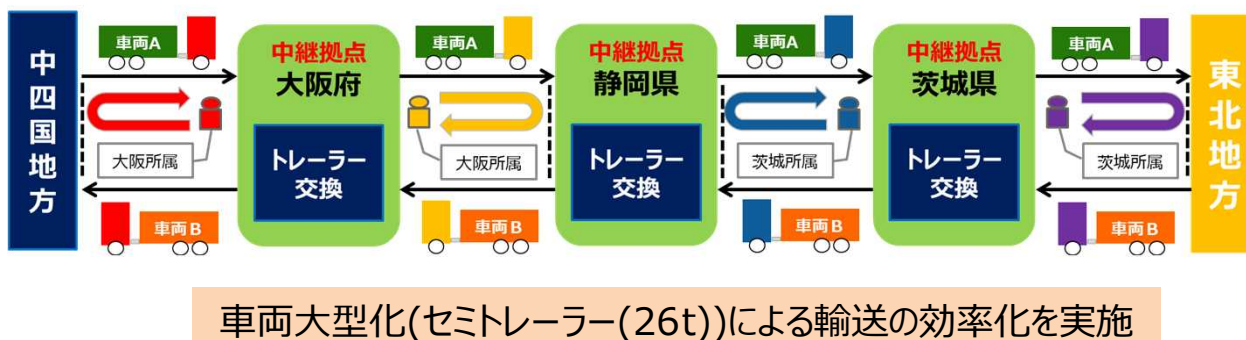 中四国地方
車両A
中継拠点
大阪府
車両A
中継拠点
静岡県
車両A
中継拠点
茨城県
車両A
東北地方
大阪所属
トレーラー
交換
大阪所属
トレーラー
交換
茨城所属
トレーラー
交換
茨城所属
車両B
車両B
車両B
車両B
車両大型化(セミトレーラー(26t))による輸送の効率化を実施